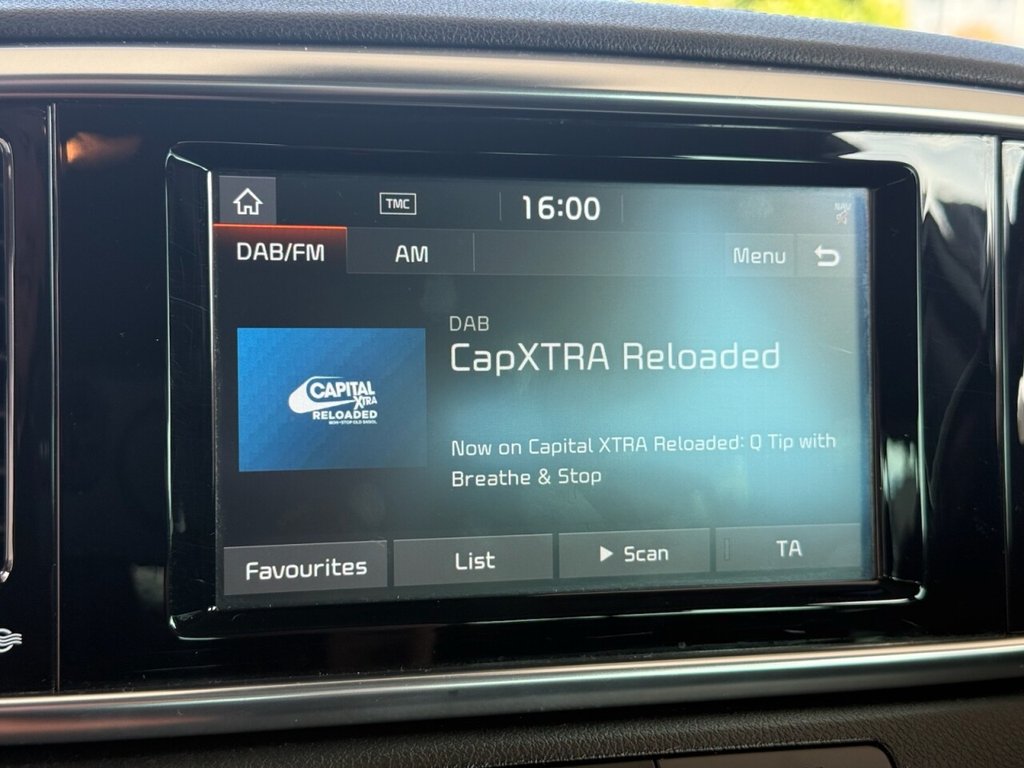 TMC
16:00
NAV
DAB/FM
AM
Menu
DAB
CapXTRA Reloaded
CAPITAL
XTRA
RELOADED
Now on Capital XTRA Reloaded: Q Tip with
Breathe & Stop
Favourites
List
Scan
TA